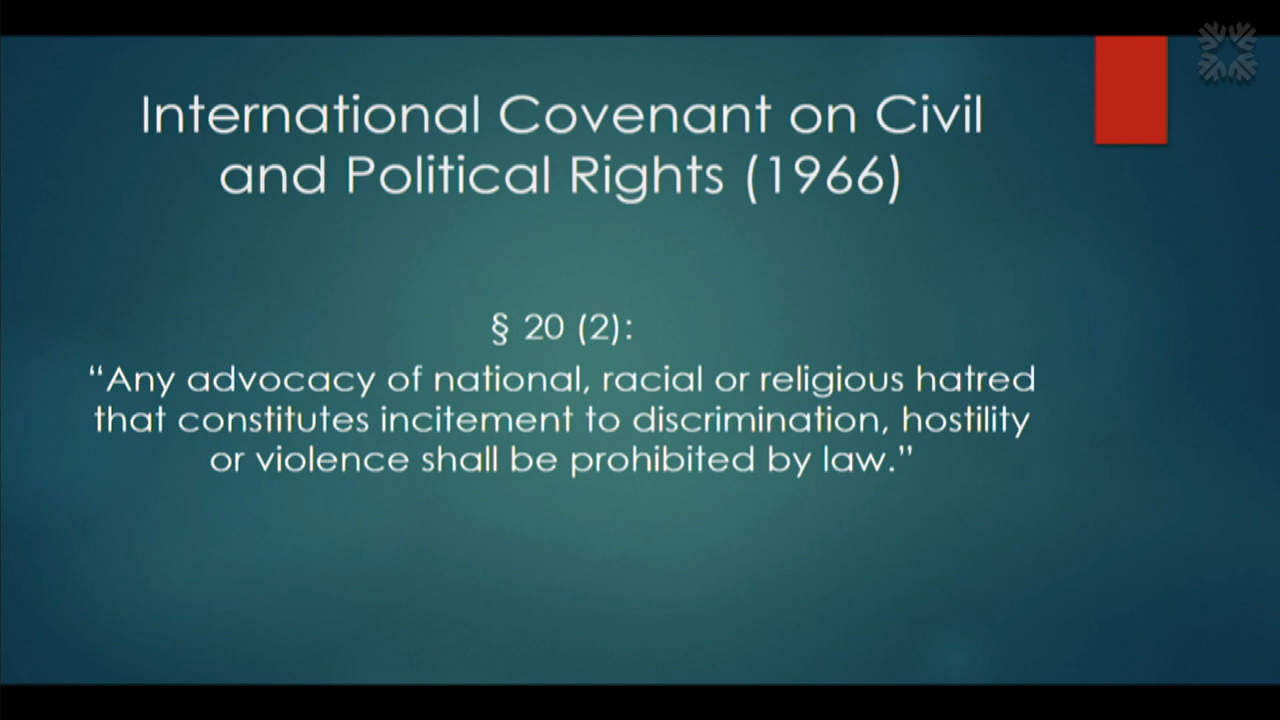 International Covenant on Civil
and Political Rights (1966)
§ 20 (2):
“Any advocacy of national, racial or religious hatred
that constitutes incitement to discrimination, hostility
or violence shall be prohibited by law.”